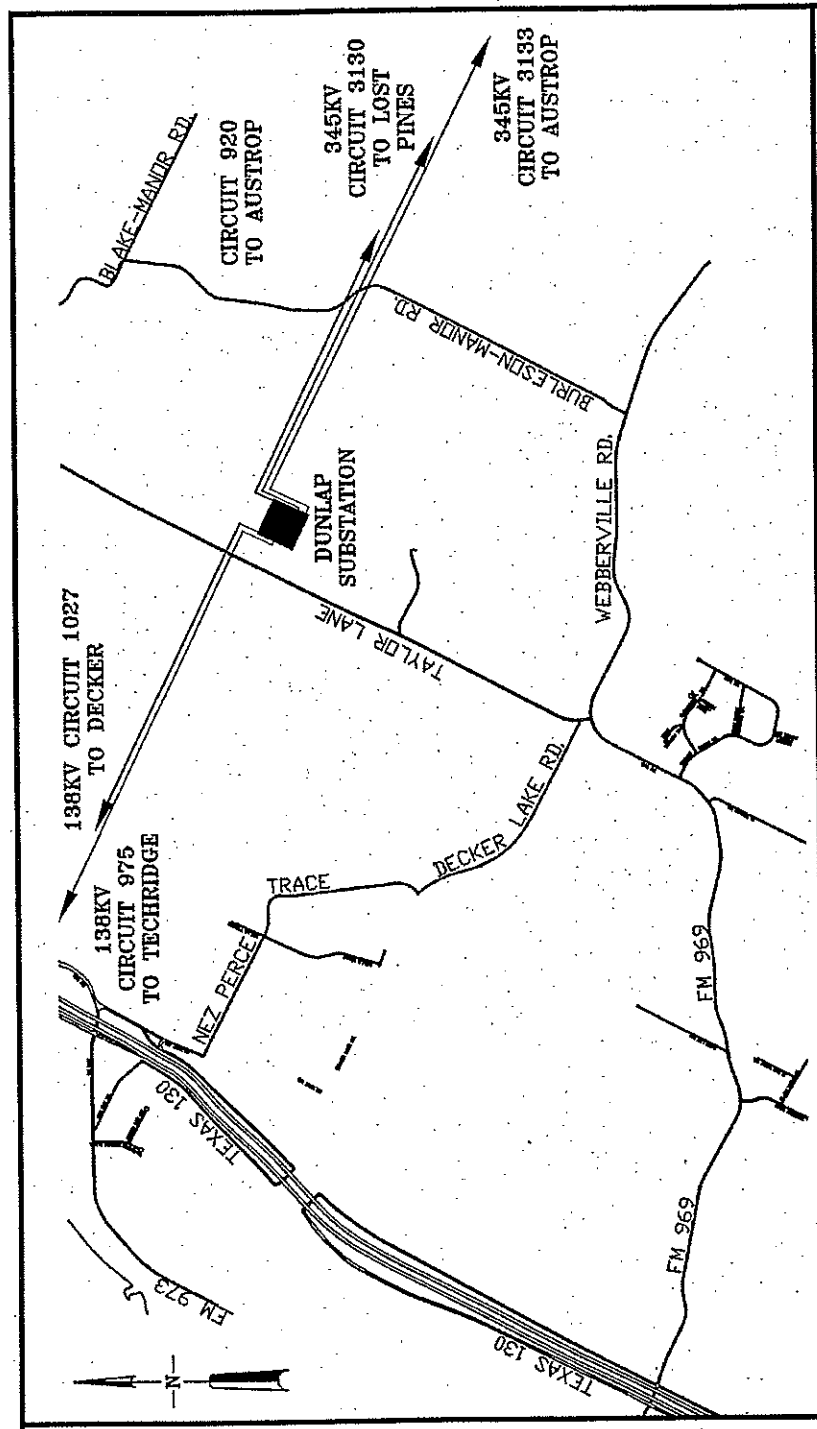 138KV CIRCUIT 1027
TO DECKER
138KV
CIRCUIT 975
TO TECHRIDGE
BLAKE-MANOR RD.
CIRCUIT 920
TO AUSTROP
345KV
CIRCUIT 3130
TO LOST
PINES
345KV
CIRCUIT 3133
TO AUSTROP
DUNLAP
SUBSTATION
BURLESON-MANOR RD.
TAYLOR LANE
WEBBERVILLE RD.
DECKER LAKE RD.
NEZ PERCE
TRACE
TEXAS 130
FM 973
N
FM 969
FM 969
TEXAS 130